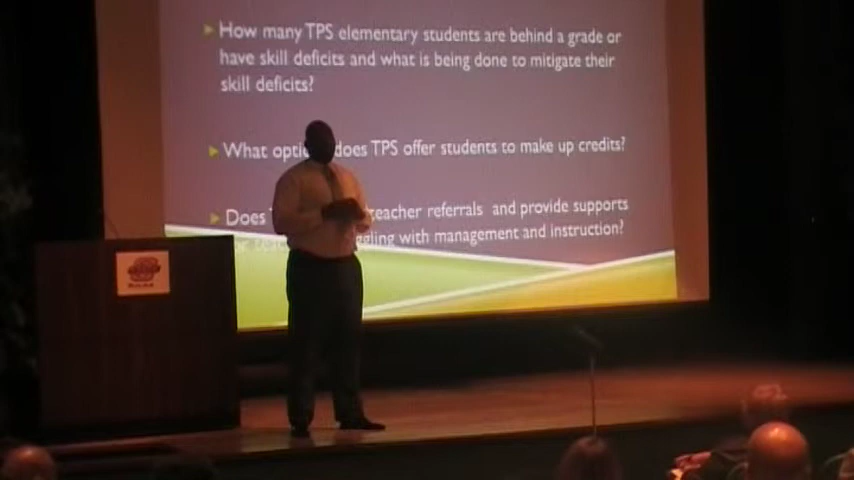 How many TPS elementary students are behind a grade or
have skill deficits and what is being done to mitigate their
skill deficits?
What does TPS offer students to make up credits?
Does teacher referrals and provide supports
with management and instruction?